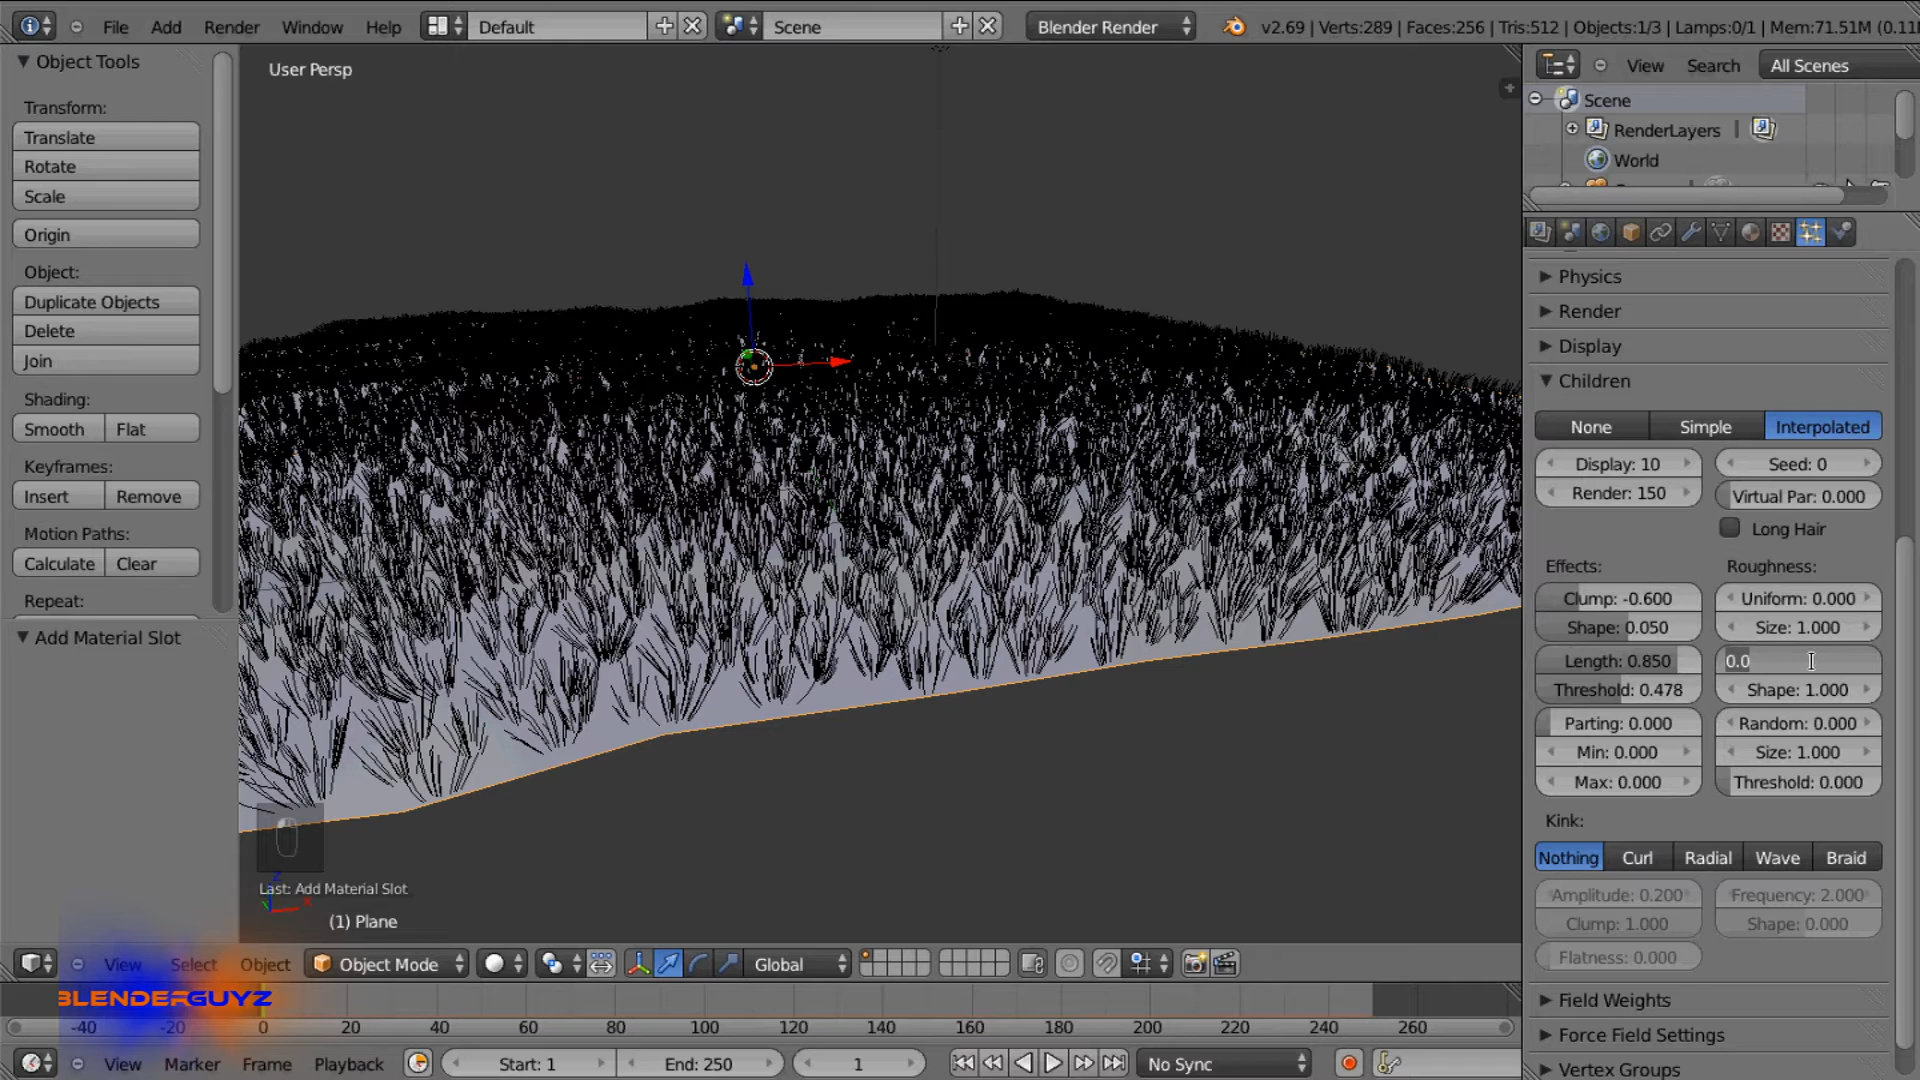 File Add Render Window Help Default Scene Blender Render v2.69 | Verts:289 | Faces:256 | Tris:512 | Objects:1/3 | Lamps:0/1 | Mem:71.51M (0.11
Object Tools
Transform:
Translate
Rotate
Scale
Origin
Object:
Duplicate Objects
Delete
Join
Shading:
Smooth Flat
Keyframes:
Insert Remove
Motion Paths:
Calculate Clear
Repeat:
Add Material Slot
User Persp
Last: Add Material Slot
(1) Plane
View Search All Scenes
Scene
RenderLayers
World
Physics
Render
Display
Children
None Simple Interpolated
Display: 10 Seed: 0
Render: 150 Virtual Par: 0.000
Long Hair
Effects: Roughness:
Clump: -0.600 Uniform: 0.000
Shape: 0.050 Size: 1.000
Length: 0.850 0.0
Threshold: 0.478 Shape: 1.000
Parting: 0.000 Random: 0.000
Min: 0.000 Size: 1.000
Max: 0.000 Threshold: 0.000
Kink:
Nothing Curl Radial Wave Braid
Amplitude: 0.200 Frequency: 2.000
Clump: 1.000 Shape: 0.000
Flatness: 0.000
Field Weights
Force Field Settings
Vertex Groups
View Select Object Object Mode Global
BLENDERGUYZ
-40 -20 0 20 40 60 80 100 120 140 160 180 200 220 240 260
View Marker Frame Playback Start: 1 End: 250 1 No Sync